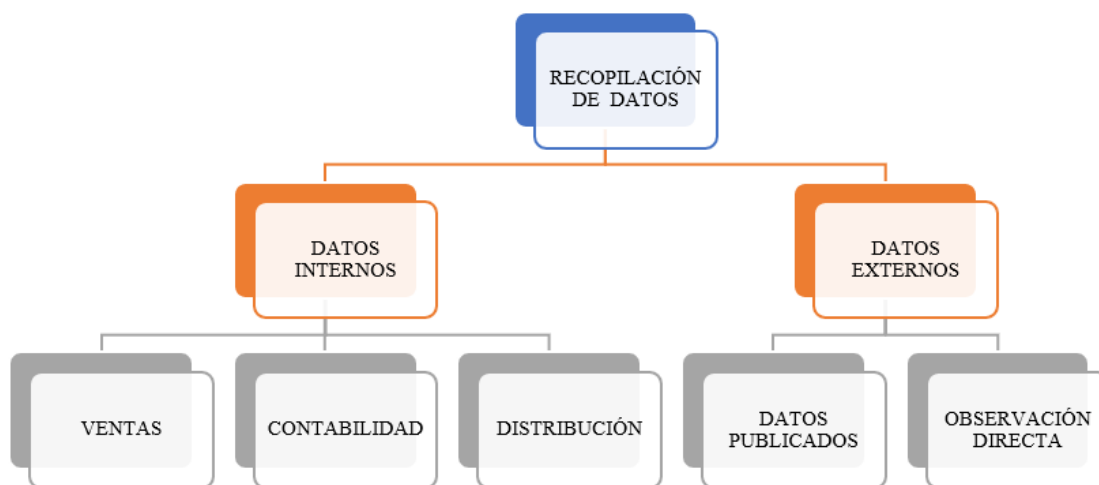 RECOPILACIÓN
DE DATOS
DATOS
INTERNOS
DATOS
EXTERNOS
VENTAS
CONTABILIDAD
DISTRIBUCIÓN
DATOS
PUBLICADOS
OBSERVACIÓN
DIRECTA